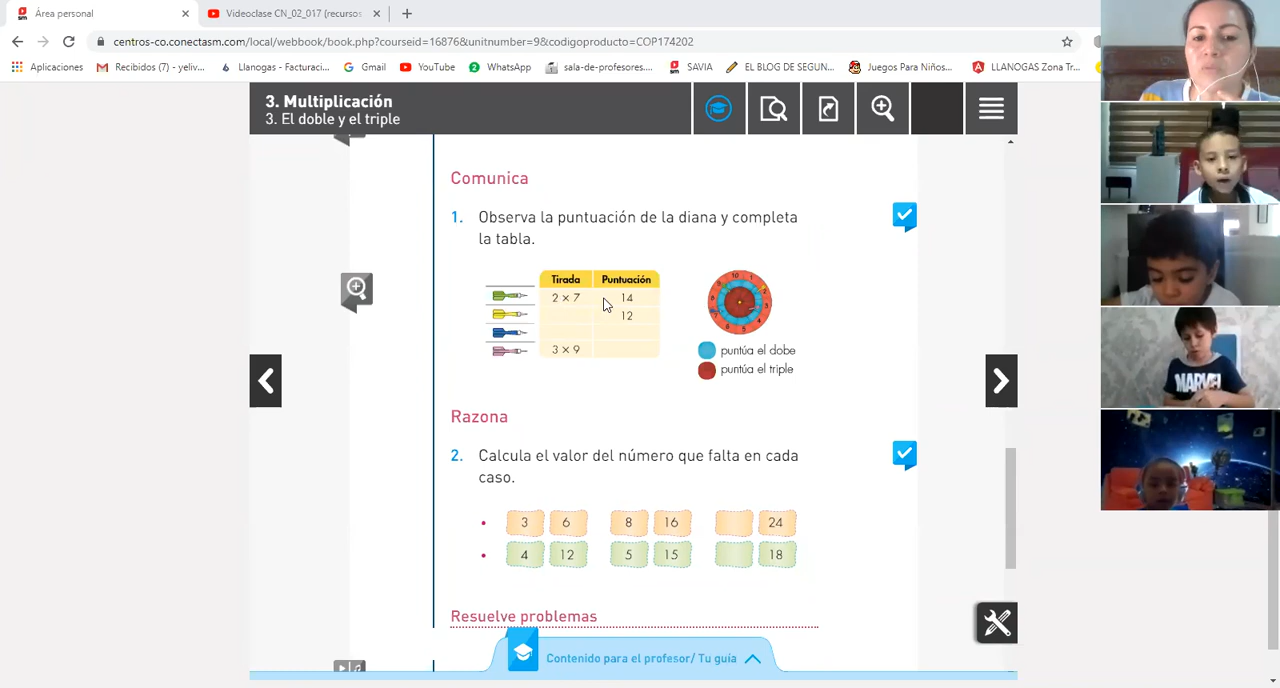 Área personal
Videoclase CN_02_017 (recursos
centros-co.conectasm.com/local/webbook/book.php?courseid=16876&unitnumber=9&codigoproducto=COP174202
Aplicaciones
Recibidos (7) - yeliv...
Llanogas - Facturac...
Gmail
YouTube
WhatsApp
sala-de-profesores....
SAVIA
EL BLOG DE SEGUN...
Juegos Para Niños...
LLANOGAS Zona Tr...
3. Multiplicación
3. El doble y el triple
Comunica
1. Observa la puntuación de la diana y completa
la tabla.
Tirada Puntuación
2 × 7 14
12
3 × 9
puntúa el dobe
puntúa el triple
Razona
2. Calcula el valor del número que falta en cada
caso.
• 3 6 8 16 24
• 4 12 5 15 18
Resuelve problemas
Contenido para el profesor/ Tu guía
MARVEL